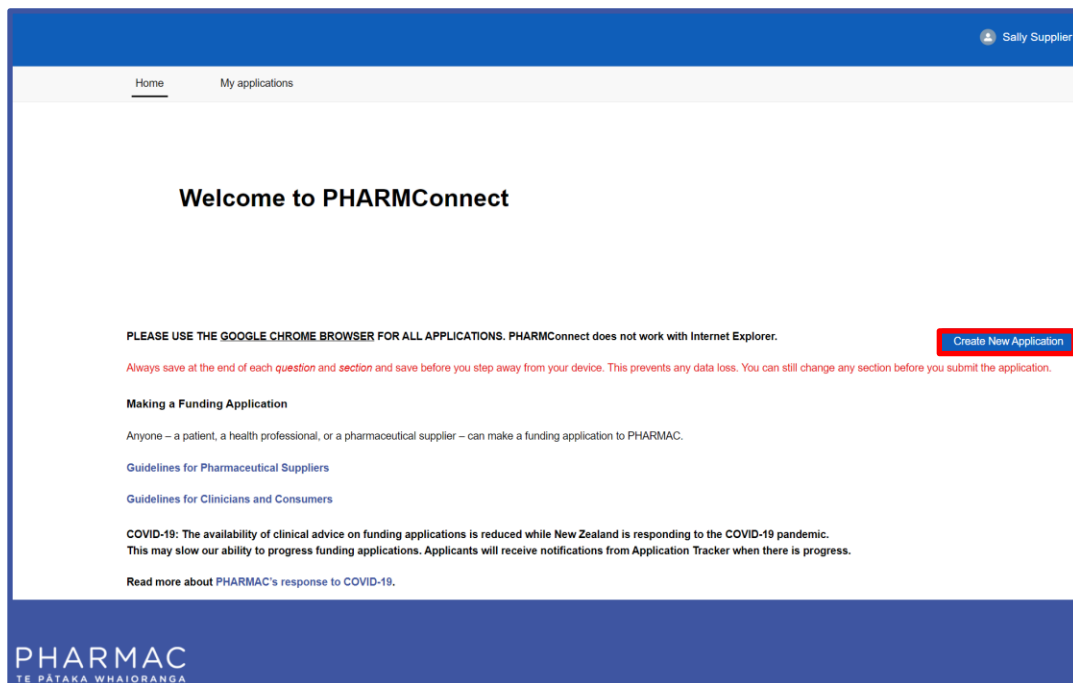 Sally Supplier
Home
My applications
Welcome to PHARMConnect
PLEASE USE THE GOOGLE CHROME BROWSER FOR ALL APPLICATIONS. PHARMConnect does not work with Internet Explorer.
Create New Application
Always save at the end of each question and section and save before you step away from your device. This prevents any data loss. You can still change any section before you submit the application.
Making a Funding Application
Anyone – a patient, a health professional, or a pharmaceutical supplier – can make a funding application to PHARMAC.
Guidelines for Pharmaceutical Suppliers
Guidelines for Clinicians and Consumers
COVID-19: The availability of clinical advice on funding applications is reduced while New Zealand is responding to the COVID-19 pandemic.
This may slow our ability to progress funding applications. Applicants will receive notifications from Application Tracker when there is progress.
Read more about PHARMAC's response to COVID-19.
PHARMAC
TE PĀTAKA WHAIORANGA